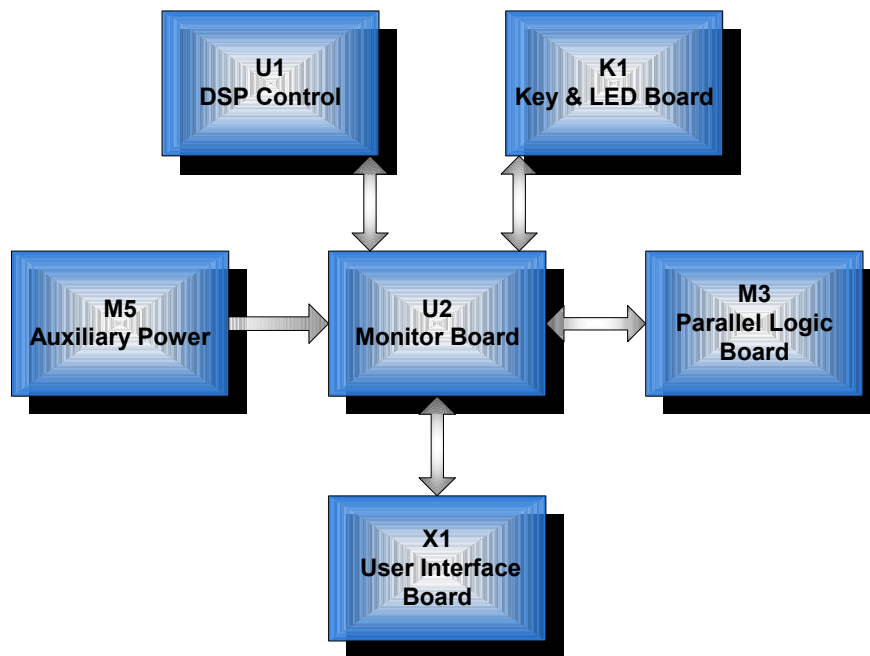 U1
DSP Control
K1
Key & LED Board
M5
Auxiliary Power
U2
Monitor Board
M3
Parallel Logic
Board
X1
User Interface
Board